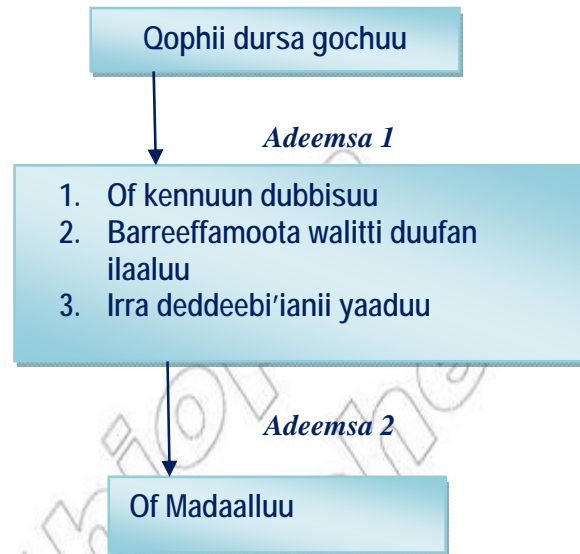 Qophii dursa gochuu
Adeemsa 1
1. Of kennuun dubbisuu
2. Barreeffamoota walitti duufan
ilaaluu
3. Irra deddeebi'ianii yaaduu
Adeemsa 2
Of Madaalluu